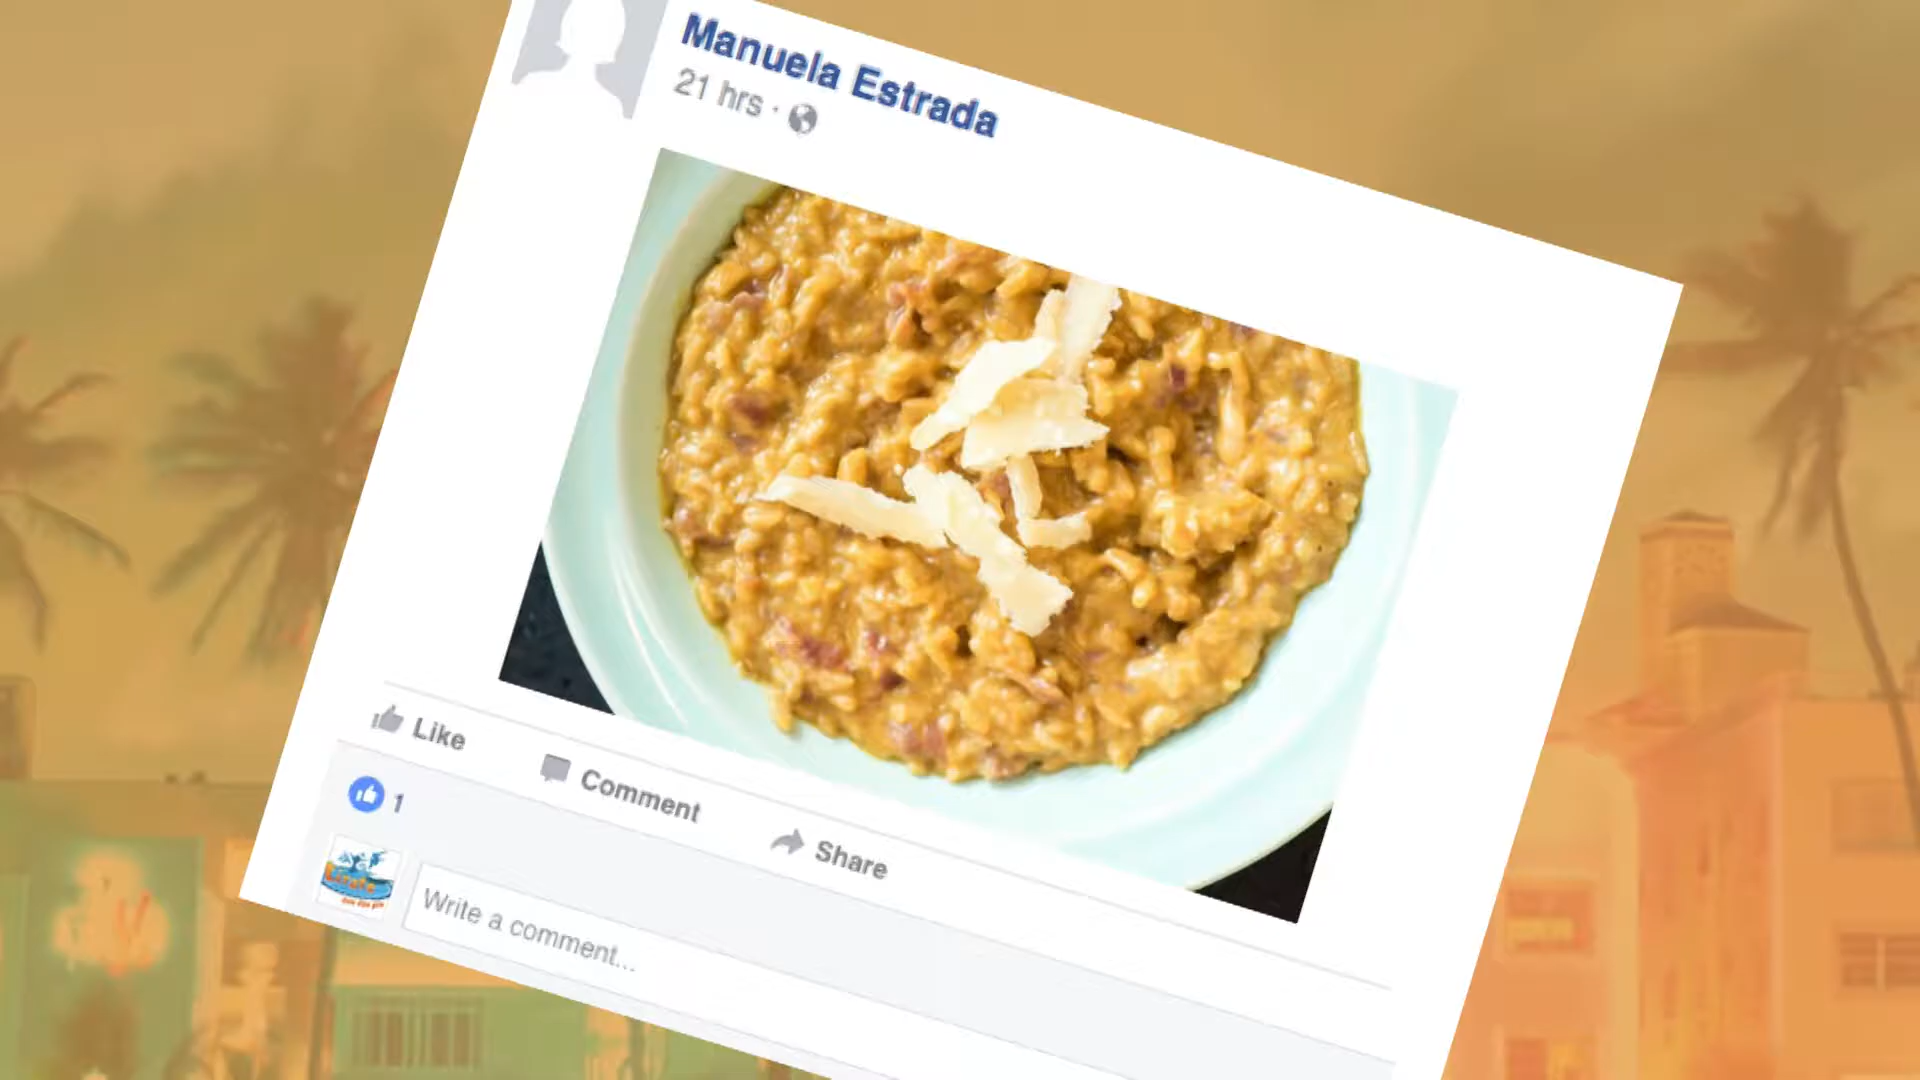 Manuela Estrada
21 hrs ·
Like Comment Share
1
Write a comment...